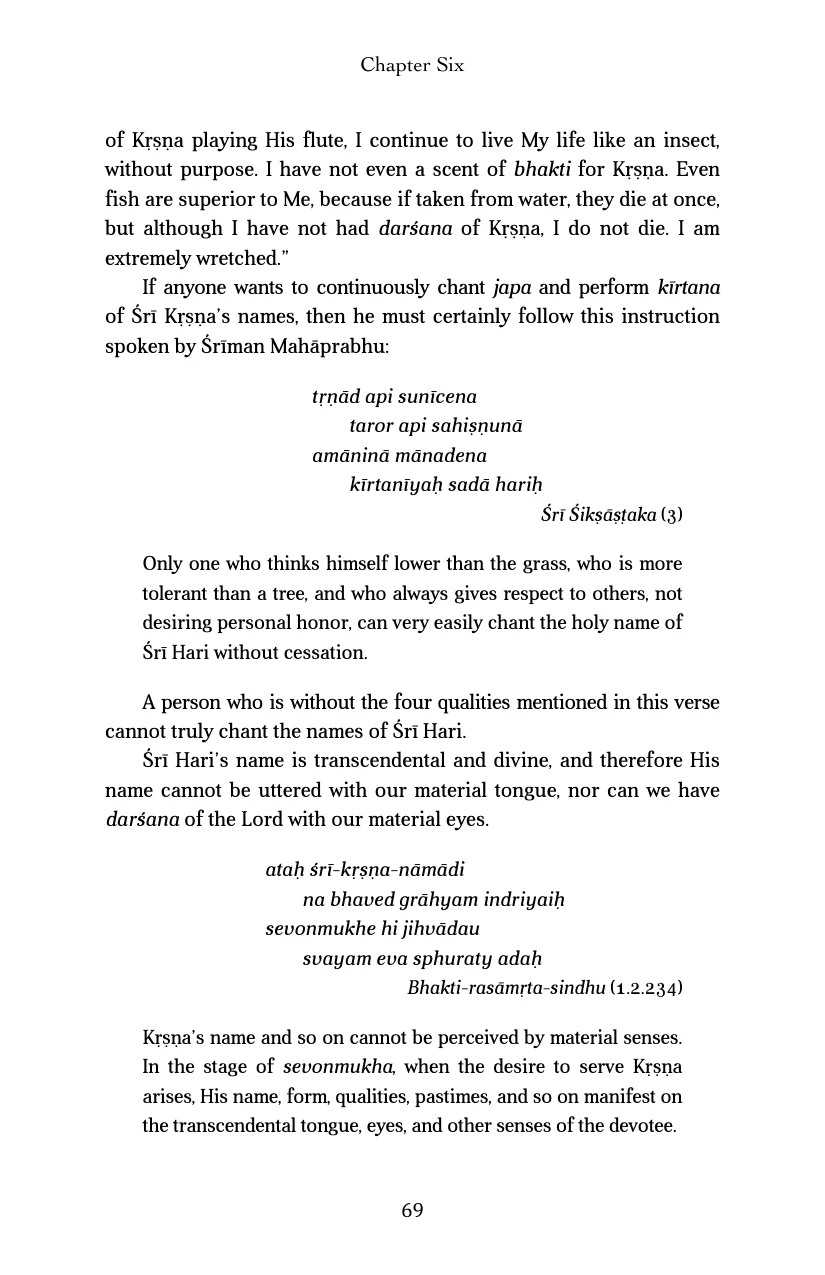 Chapter Six
of Kṛṣṇa playing His flute, I continue to live My life like an insect,
without purpose. I have not even a scent of bhakti for Kṛṣṇa. Even
fish are superior to Me, because if taken from water, they die at once,
but although I have not had darśana of Kṛṣṇa, I do not die. I am
extremely wretched.”
If anyone wants to continuously chant japa and perform kīrtana
of Śrī Kṛṣṇa’s names, then he must certainly follow this instruction
spoken by Śrīman Mahāprabhu:
tṛṇād api sunīcena
taror api sahiṣṇunā
amāninā mānadena
kīrtanīyaḥ sadā hariḥ
Śrī Śikṣāṣṭaka (3)
Only one who thinks himself lower than the grass, who is more
tolerant than a tree, and who always gives respect to others, not
desiring personal honor, can very easily chant the holy name of
Śrī Hari without cessation.
A person who is without the four qualities mentioned in this verse
cannot truly chant the names of Śrī Hari.
Śrī Hari’s name is transcendental and divine, and therefore His
name cannot be uttered with our material tongue, nor can we have
darśana of the Lord with our material eyes.
ataḥ śrī-kṛṣṇa-nāmādi
na bhaved grāhyam indriyaiḥ
sevonmukhe hi jihvādau
svayam eva sphuraty adaḥ
Bhakti-rasāmṛta-sindhu (1.2.234)
Kṛṣṇa’s name and so on cannot be perceived by material senses.
In the stage of sevonmukha, when the desire to serve Kṛṣṇa
arises, His name, form, qualities, pastimes, and so on manifest on
the transcendental tongue, eyes, and other senses of the devotee.
69